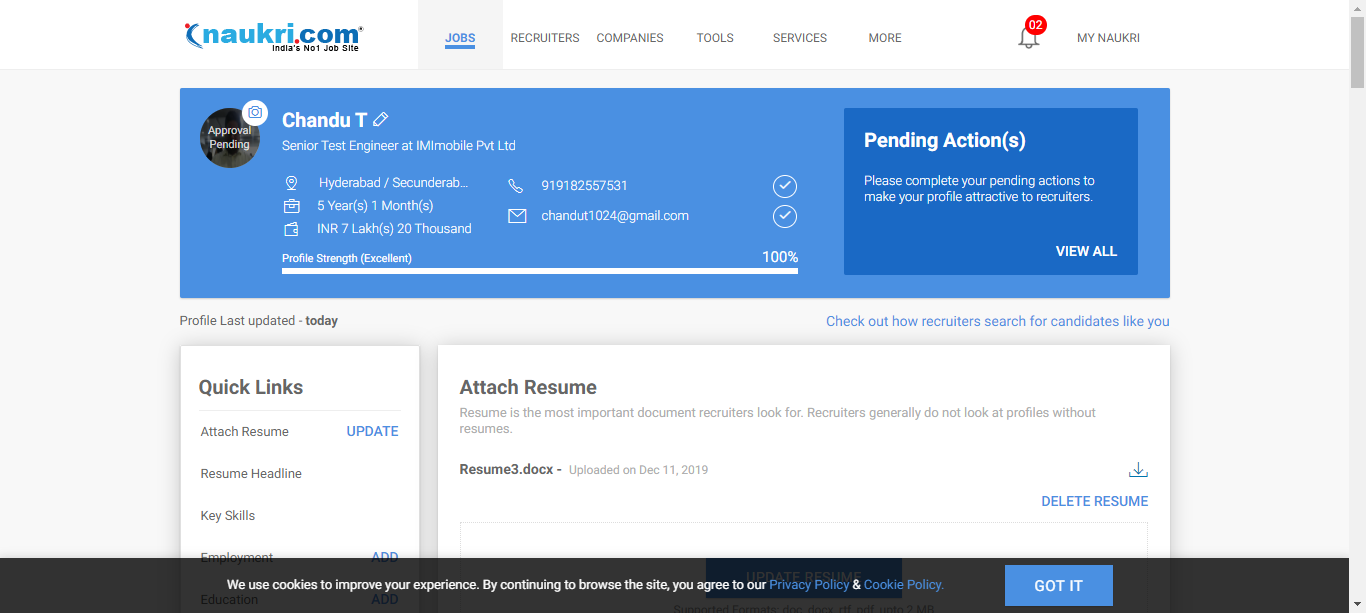 naukri.com
India's No1 Job Site
JOBS
RECRUITERS
COMPANIES
TOOLS
SERVICES
MORE
02
MY NAUKRI
Approval
Pending
Chandu T
Senior Test Engineer at IMImobile Pvt Ltd
Hyderabad / Secunderab...
5 Year(s) 1 Month(s)
INR 7 Lakh(s) 20 Thousand
919182557531
chandut1024@gmail.com
Profile Strength (Excellent)
100%
Pending Action(s)
Please complete your pending actions to
make your profile attractive to recruiters.
VIEW ALL
Profile Last updated - today
Check out how recruiters search for candidates like you
Quick Links
Attach Resume UPDATE
Resume Headline
Key Skills
Employment ADD
Education ADD
Attach Resume
Resume is the most important document recruiters look for. Recruiters generally do not look at profiles without
resumes.
Resume3.docx - Uploaded on Dec 11, 2019
DELETE RESUME
UPDATE RESUME
We use cookies to improve your experience. By continuing to browse the site, you agree to our Privacy Policy & Cookie Policy.
GOT IT
Supported Formats: doc, docx, rtf, pdf, upto 2 MB